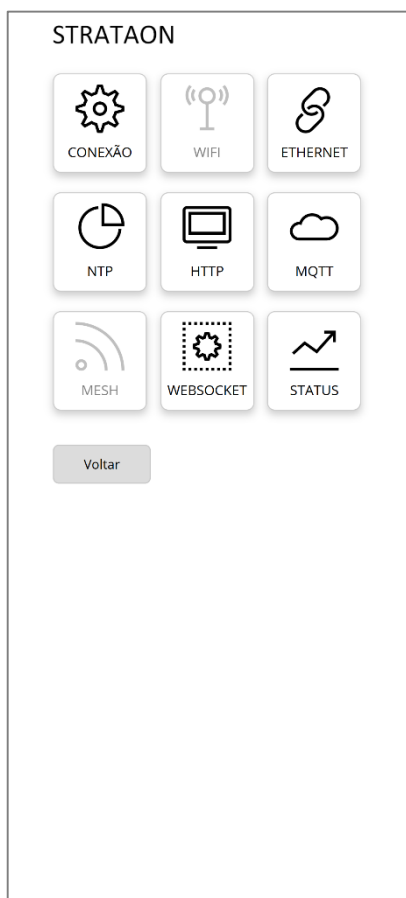 STRATAON
CONEXÃO WIFI ETHERNET
NTP HTTP MQTT
MESH WEBSOCKET STATUS
Voltar